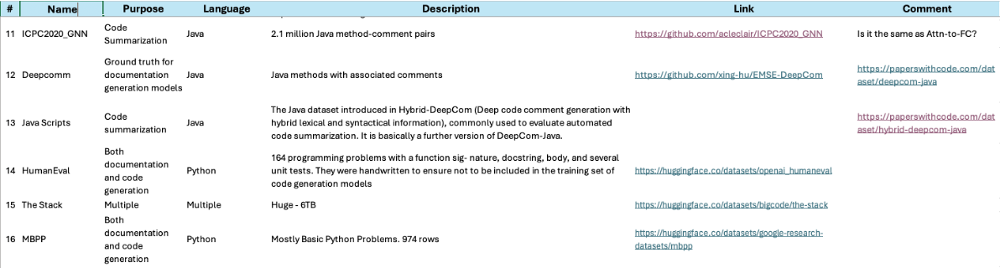 # Name Purpose Language Description Link Comment
11 ICPC2020_GNN Code Java 2.1 million Java method-comment pairs https://github.com/acleclair/ICPC2020_GNN Is it the same as Attn-to-FC?
Summarization
Ground truth for
12 Deepcomm documentation Java Java methods with associated comments https://github.com/xing-hu/EMSE-DeepCom https://paperswithcode.com/dat
generation models aset/deepcom-java
The Java dataset introduced in Hybrid-DeepCom (Deep code comment generation with
13 Java Scripts Code Java hybrid lexical and syntactical information), commonly used to evaluate automated https://paperswithcode.com/dat
summarization code summarization. It is basically a further version of DeepCom-Java. aset/hybrid-deepcom-java
Both
documentation 164 programming problems with a function sig- nature, docstring, body, and several
14 HumanEval and code Python unit tests. They were handwritten to ensure not to be included in the training set of https://huggingface.co/datasets/openai_humaneval
generation code generation models
15 The Stack Multiple Multiple Huge - 6TB https://huggingface.co/datasets/bigcode/the-stack
Both
documentation https://huggingface.co/datasets/google-research-
16 MBPP and code Python Mostly Basic Python Problems. 974 rows datasets/mbpp
generation